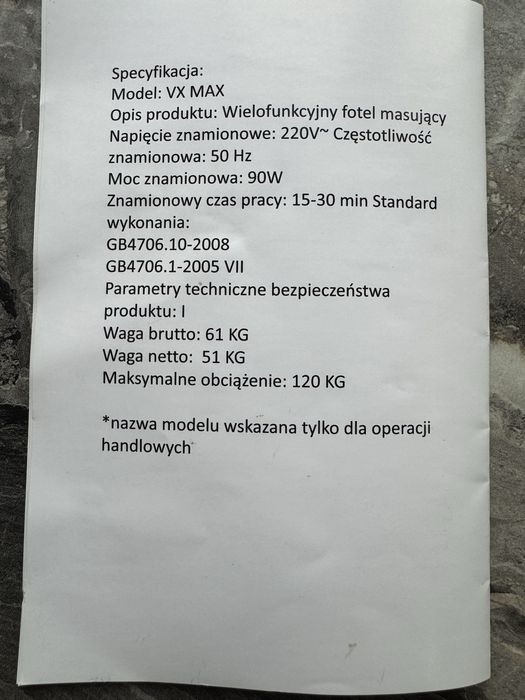 Specyfikacja:
Model: VX MAX
Opis produktu: Wielofunkcyjny fotel masujący
Napięcie znamionowe: 220V~ Częstotliwość
znamionowa: 50 Hz
Moc znamionowa: 90W
Znamionowy czas pracy: 15-30 min Standard
wykonania:
GB4706.10-2008
GB4706.1-2005 VII
Parametry techniczne bezpieczeństwa
produktu: I
Waga brutto: 61 KG
Waga netto:  51 KG
Maksymalne obciążenie: 120 KG
*nazwa modelu wskazana tylko dla operacji
handlowych